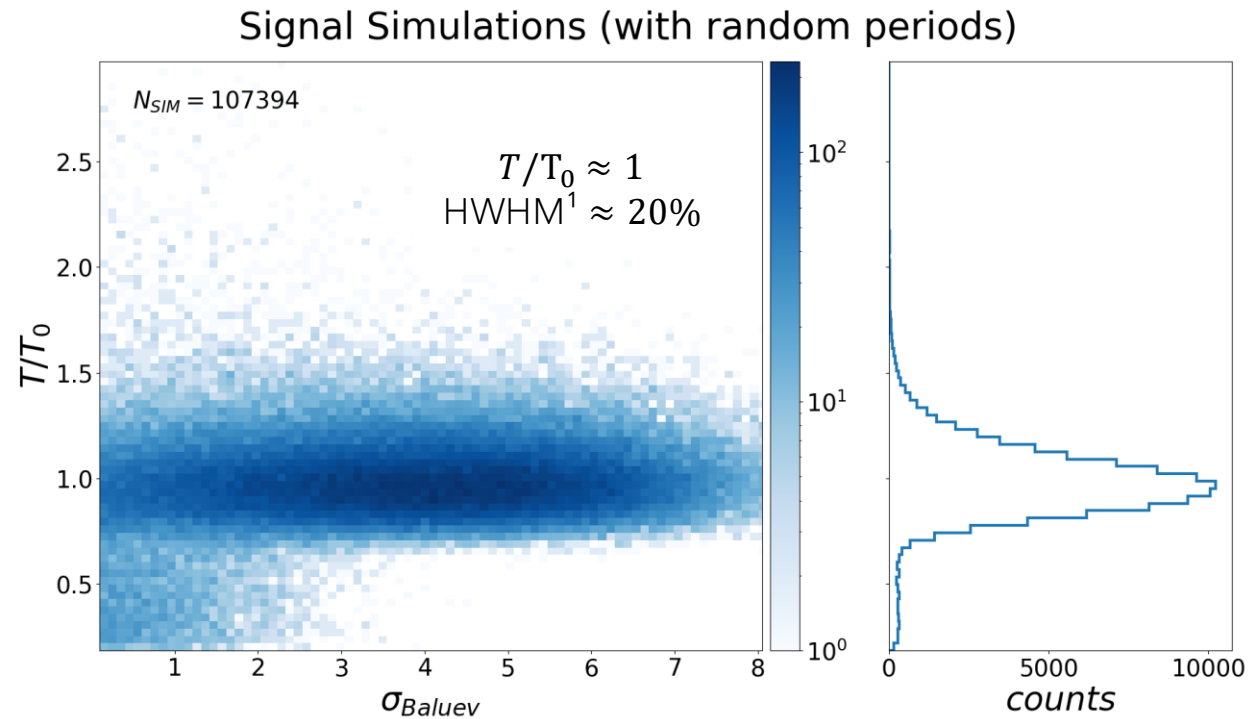 Signal Simulations (with random periods)
N_SIM = 107394
T/T₀ ≈ 1
HWHM¹ ≈ 20%
T/T₀
2.5
2.0
1.5
1.0
0.5
1 2 3 4 5 6 7 8
σ_Baluev
10²
10¹
10⁰
0 5000 10000
counts